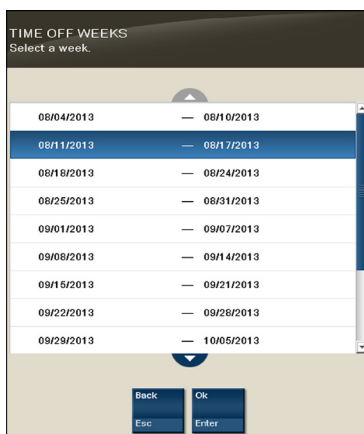 TIME OFF WEEKS
Select a week.
08/04/2013 — 08/10/2013
08/11/2013 — 08/17/2013
08/18/2013 — 08/24/2013
08/25/2013 — 08/31/2013
09/01/2013 — 09/07/2013
09/08/2013 — 09/14/2013
09/15/2013 — 09/21/2013
09/22/2013 — 09/28/2013
09/29/2013 — 10/05/2013
Back Ok
Esc Enter